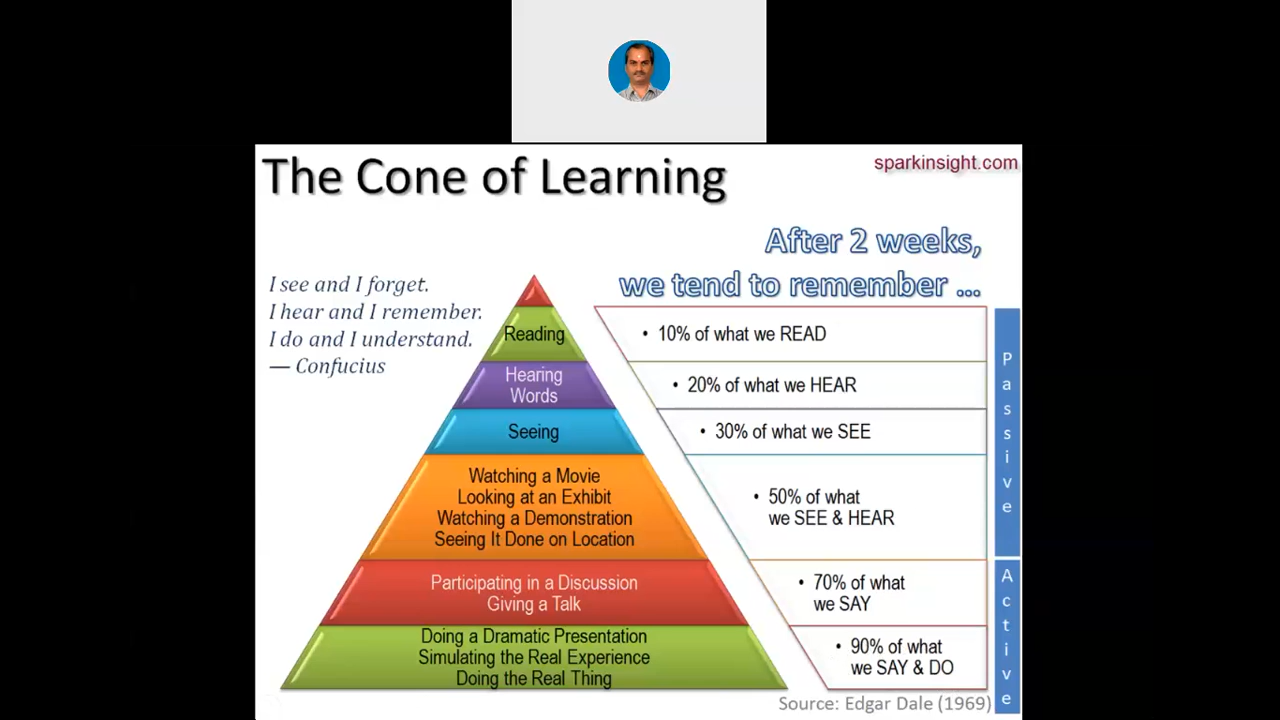 The Cone of Learning
sparkinsight.com
After 2 weeks,
we tend to remember ...
I see and I forget.
I hear and I remember.
I do and I understand.
— Confucius
Reading
Hearing
Words
Seeing
Watching a Movie
Looking at an Exhibit
Watching a Demonstration
Seeing It Done on Location
Participating in a Discussion
Giving a Talk
Doing a Dramatic Presentation
Simulating the Real Experience
Doing the Real Thing
• 10% of what we READ
• 20% of what we HEAR
• 30% of what we SEE
• 50% of what
we SEE & HEAR
• 70% of what
we SAY
• 90% of what
we SAY & DO
Passive
Active
Source: Edgar Dale (1969)